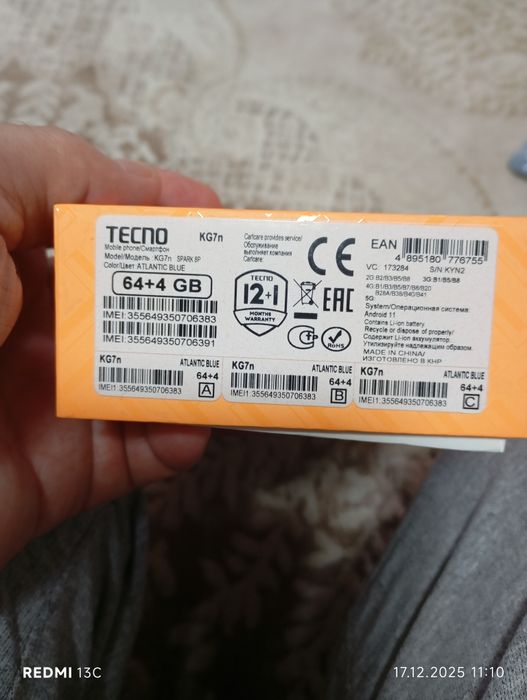 TECNO KG7n
Mobile phone/Смартфон
Model/Модель: KG7n SPARK 8P
Color/Цвет: ATLANTIC BLUE
64+4 GB
IMEI:355649350706383
IMEI:355649350706391
Carlcare provides service/
Обслуживание
выполняет компания
Carlcare
CE
TECNO
12+1
MONTHS
WARRANTY
EAC
RoHS
EAN
4 895180 776755
VC: 173284 S/N KYN2
2G:B2/B3/B5/B8 3G:B1/B5/B8
4G:B1/B3/B5/B7/B8/B20
B28A/B38/B40/B41
5G:
System/Операционная система:
Android 11
Contains Li-ion battery
Recycle or dispose of properly/
Содержит Li-ion аккумулятор.
Утилизируйте надлежащим образом.
MADE IN CHINA/
ИЗГОТОВЛЕНО В КНР
KG7n ATLANTIC BLUE
64+4
IMEI1:355649350706383 A
KG7n ATLANTIC BLUE
64+4
IMEI1:355649350706383 B
KG7n ATLANTIC BLUE
64+4
IMEI1:355649350706383 C
REDMI 13C
17.12.2025 11:10